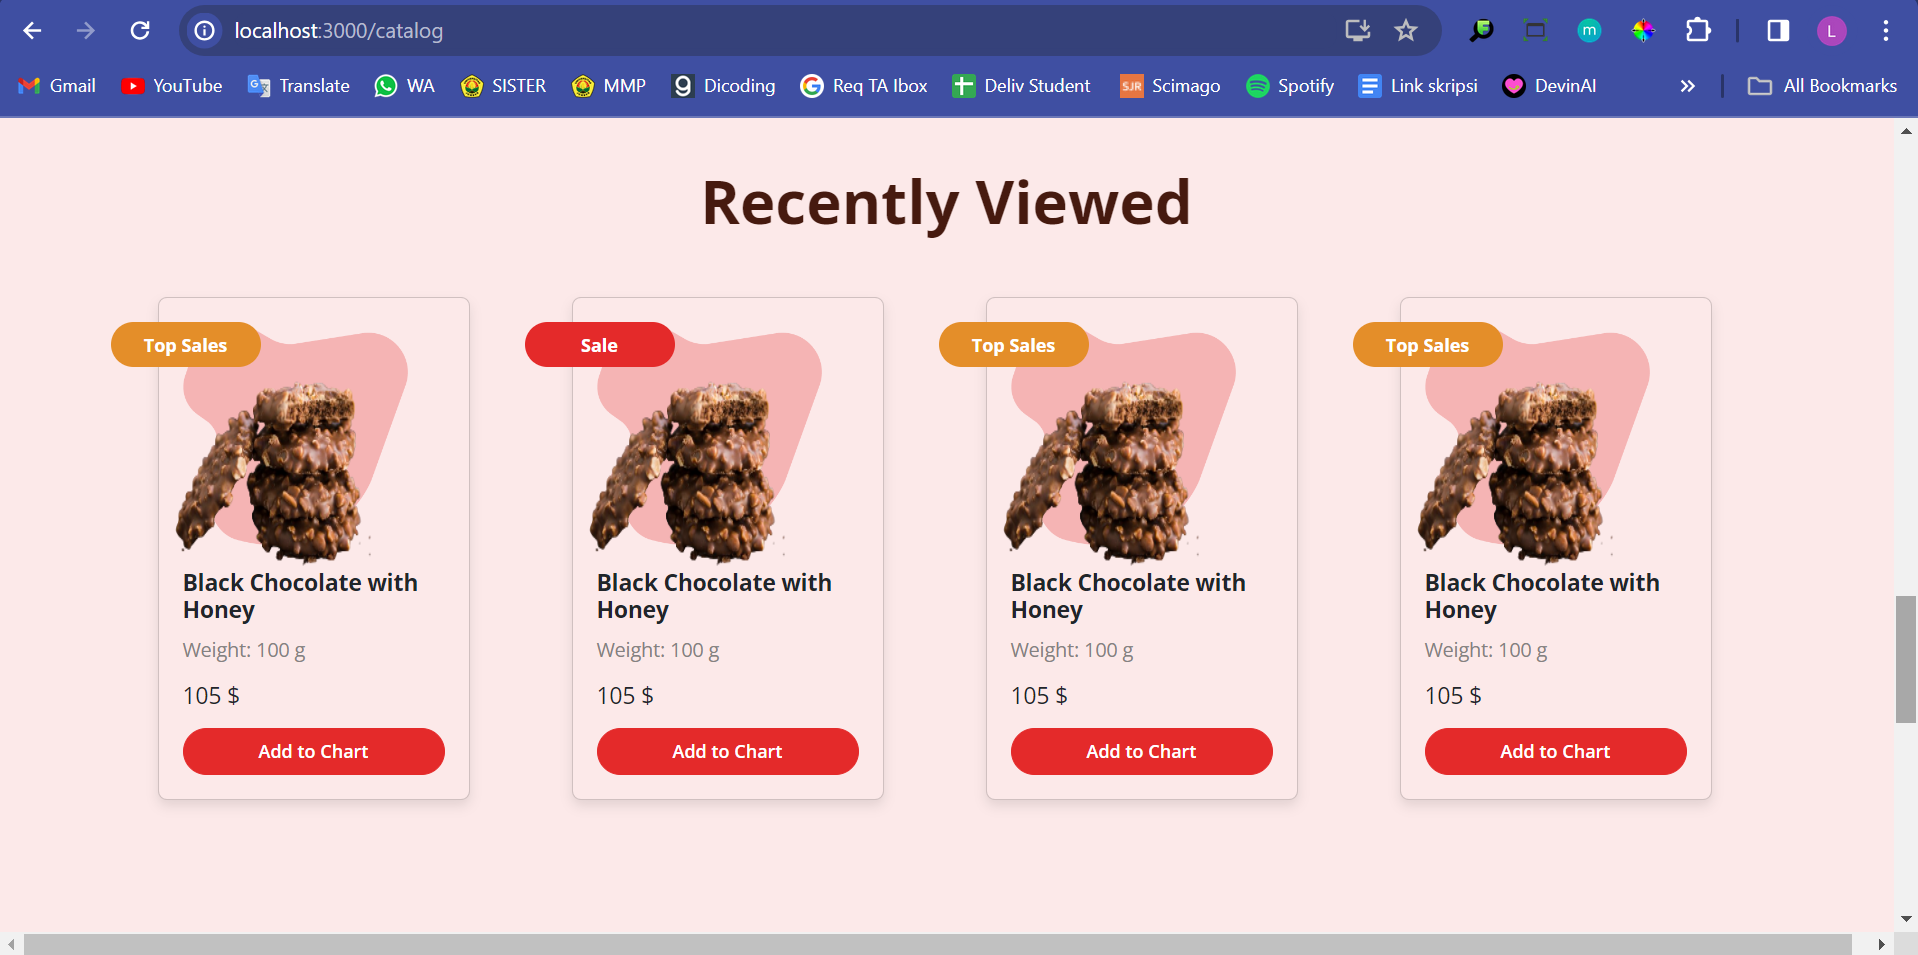 localhost:3000/catalog
L
Gmail YouTube Translate WA SISTER MMP Dicoding Req TA Ibox Deliv Student SJR Scimago Spotify Link skripsi DevinAI » All Bookmarks
Recently Viewed
Top Sales Sale Top Sales Top Sales
Black Chocolate with
Honey
Weight: 100 g
105 $
Add to Chart
Black Chocolate with
Honey
Weight: 100 g
105 $
Add to Chart
Black Chocolate with
Honey
Weight: 100 g
105 $
Add to Chart
Black Chocolate with
Honey
Weight: 100 g
105 $
Add to Chart